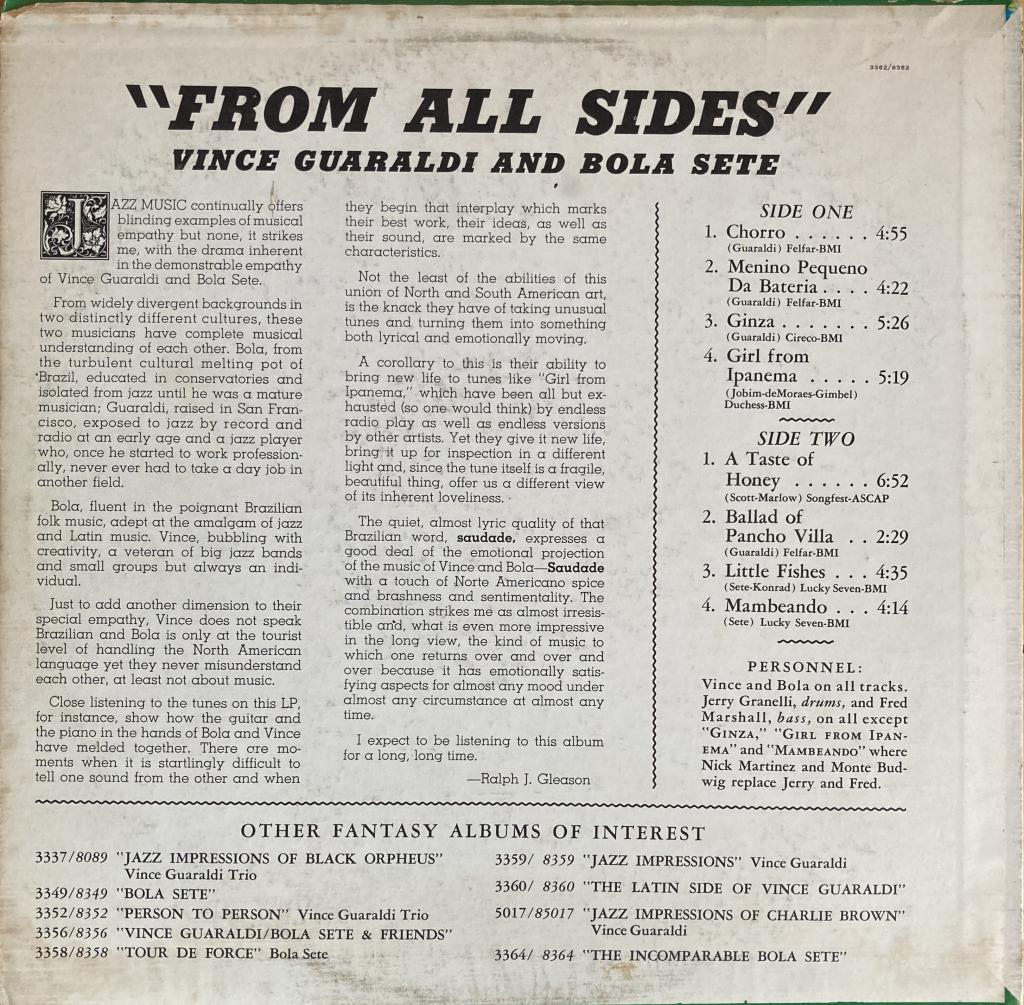 3362/8362
"FROM ALL SIDES"
VINCE GUARALDI AND BOLA SETE
JAZZ MUSIC continually offers
blinding examples of musical
empathy but none, it strikes
me, with the drama inherent
in the demonstrable empathy
of Vince Guaraldi and Bola Sete.
From widely divergent backgrounds in
two distinctly different cultures, these
two musicians have complete musical
understanding of each other. Bola, from
the turbulent cultural melting pot of
Brazil, educated in conservatories and
isolated from jazz until he was a mature
musician; Guaraldi, raised in San Fran-
cisco, exposed to jazz by record and
radio at an early age and a jazz player
who, once he started to work profession-
ally, never ever had to take a day job in
another field.
Bola, fluent in the poignant Brazilian
folk music, adept at the amalgam of jazz
and Latin music. Vince, bubbling with
creativity, a veteran of big jazz bands
and small groups but always an indi-
vidual.
Just to add another dimension to their
special empathy, Vince does not speak
Brazilian and Bola is only at the tourist
level of handling the North American
language yet they never misunderstand
each other, at least not about music.
Close listening to the tunes on this LP,
for instance, show how the guitar and
the piano in the hands of Bola and Vince
have melded together. There are mo-
ments when it is startlingly difficult to
tell one sound from the other and when
they begin that interplay which marks
their best work, their ideas, as well as
their sound, are marked by the same
characteristics.
Not the least of the abilities of this
union of North and South American art,
is the knack they have of taking unusual
tunes and turning them into something
both lyrical and emotionally moving.
A corollary to this is their ability to
bring new life to tunes like "Girl from
Ipanema," which have been all but ex-
hausted (so one would think) by endless
radio play as well as endless versions
by other artists. Yet they give it new life,
bring it up for inspection in a different
light and, since the tune itself is a fragile,
beautiful thing, offer us a different view
of its inherent loveliness.
The quiet, almost lyric quality of that
Brazilian word, saudade, expresses a
good deal of the emotional projection
of the music of Vince and Bola—Saudade
with a touch of Norte Americano spice
and brashness and sentimentality. The
combination strikes me as almost irresis-
tible and, what is even more impressive
in the long view, the kind of music to
which one returns over and over and
over because it has emotionally satis-
fying aspects for almost any mood under
almost any circumstance at almost any
time.
I expect to be listening to this album
for a long, long time.
—Ralph J. Gleason
SIDE ONE
1. Chorro . . . . . . 4:55
(Guaraldi) Felfar-BMI
2. Menino Pequeno
Da Bateria . . . . 4:22
(Guaraldi) Felfar-BMI
3. Ginza . . . . . . . 5:26
(Guaraldi) Cireco-BMI
4. Girl from
Ipanema . . . . . 5:19
(Jobim-deMoraes-Gimbel)
Duchess-BMI
SIDE TWO
1. A Taste of
Honey . . . . . . 6:52
(Scott-Marlow) Songfest-ASCAP
2. Ballad of
Pancho Villa . . 2:29
(Guaraldi) Felfar-BMI
3. Little Fishes . . . 4:35
(Sete-Konrad) Lucky Seven-BMI
4. Mambeando . . . 4:14
(Sete) Lucky Seven-BMI
PERSONNEL:
Vince and Bola on all tracks.
Jerry Granelli, drums, and Fred
Marshall, bass, on all except
"GINZA," "GIRL FROM IPAN-
EMA" and "MAMBEANDO" where
Nick Martinez and Monte Bud-
wig replace Jerry and Fred.
OTHER FANTASY ALBUMS OF INTEREST
3337/8089 "JAZZ IMPRESSIONS OF BLACK ORPHEUS"
Vince Guaraldi Trio
3349/8349 "BOLA SETE"
3352/8352 "PERSON TO PERSON" Vince Guaraldi Trio
3356/8356 "VINCE GUARALDI/BOLA SETE & FRIENDS"
3358/8358 "TOUR DE FORCE" Bola Sete
3359/ 8359 "JAZZ IMPRESSIONS" Vince Guaraldi
3360/ 8360 "THE LATIN SIDE OF VINCE GUARALDI"
5017/85017 "JAZZ IMPRESSIONS OF CHARLIE BROWN"
Vince Guaraldi
3364/ 8364 "THE INCOMPARABLE BOLA SETE"